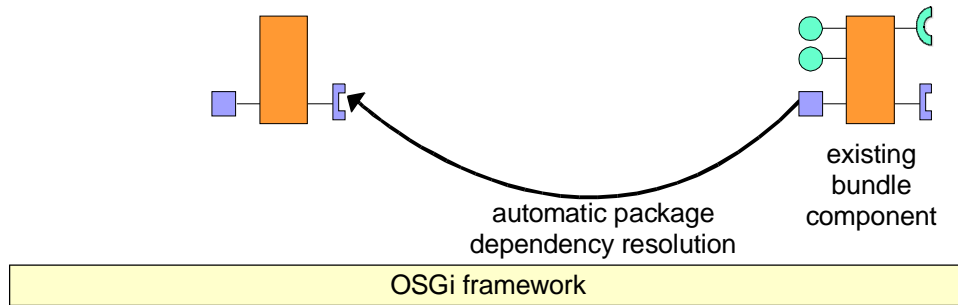 existing
bundle
component
automatic package
dependency resolution
OSGi framework